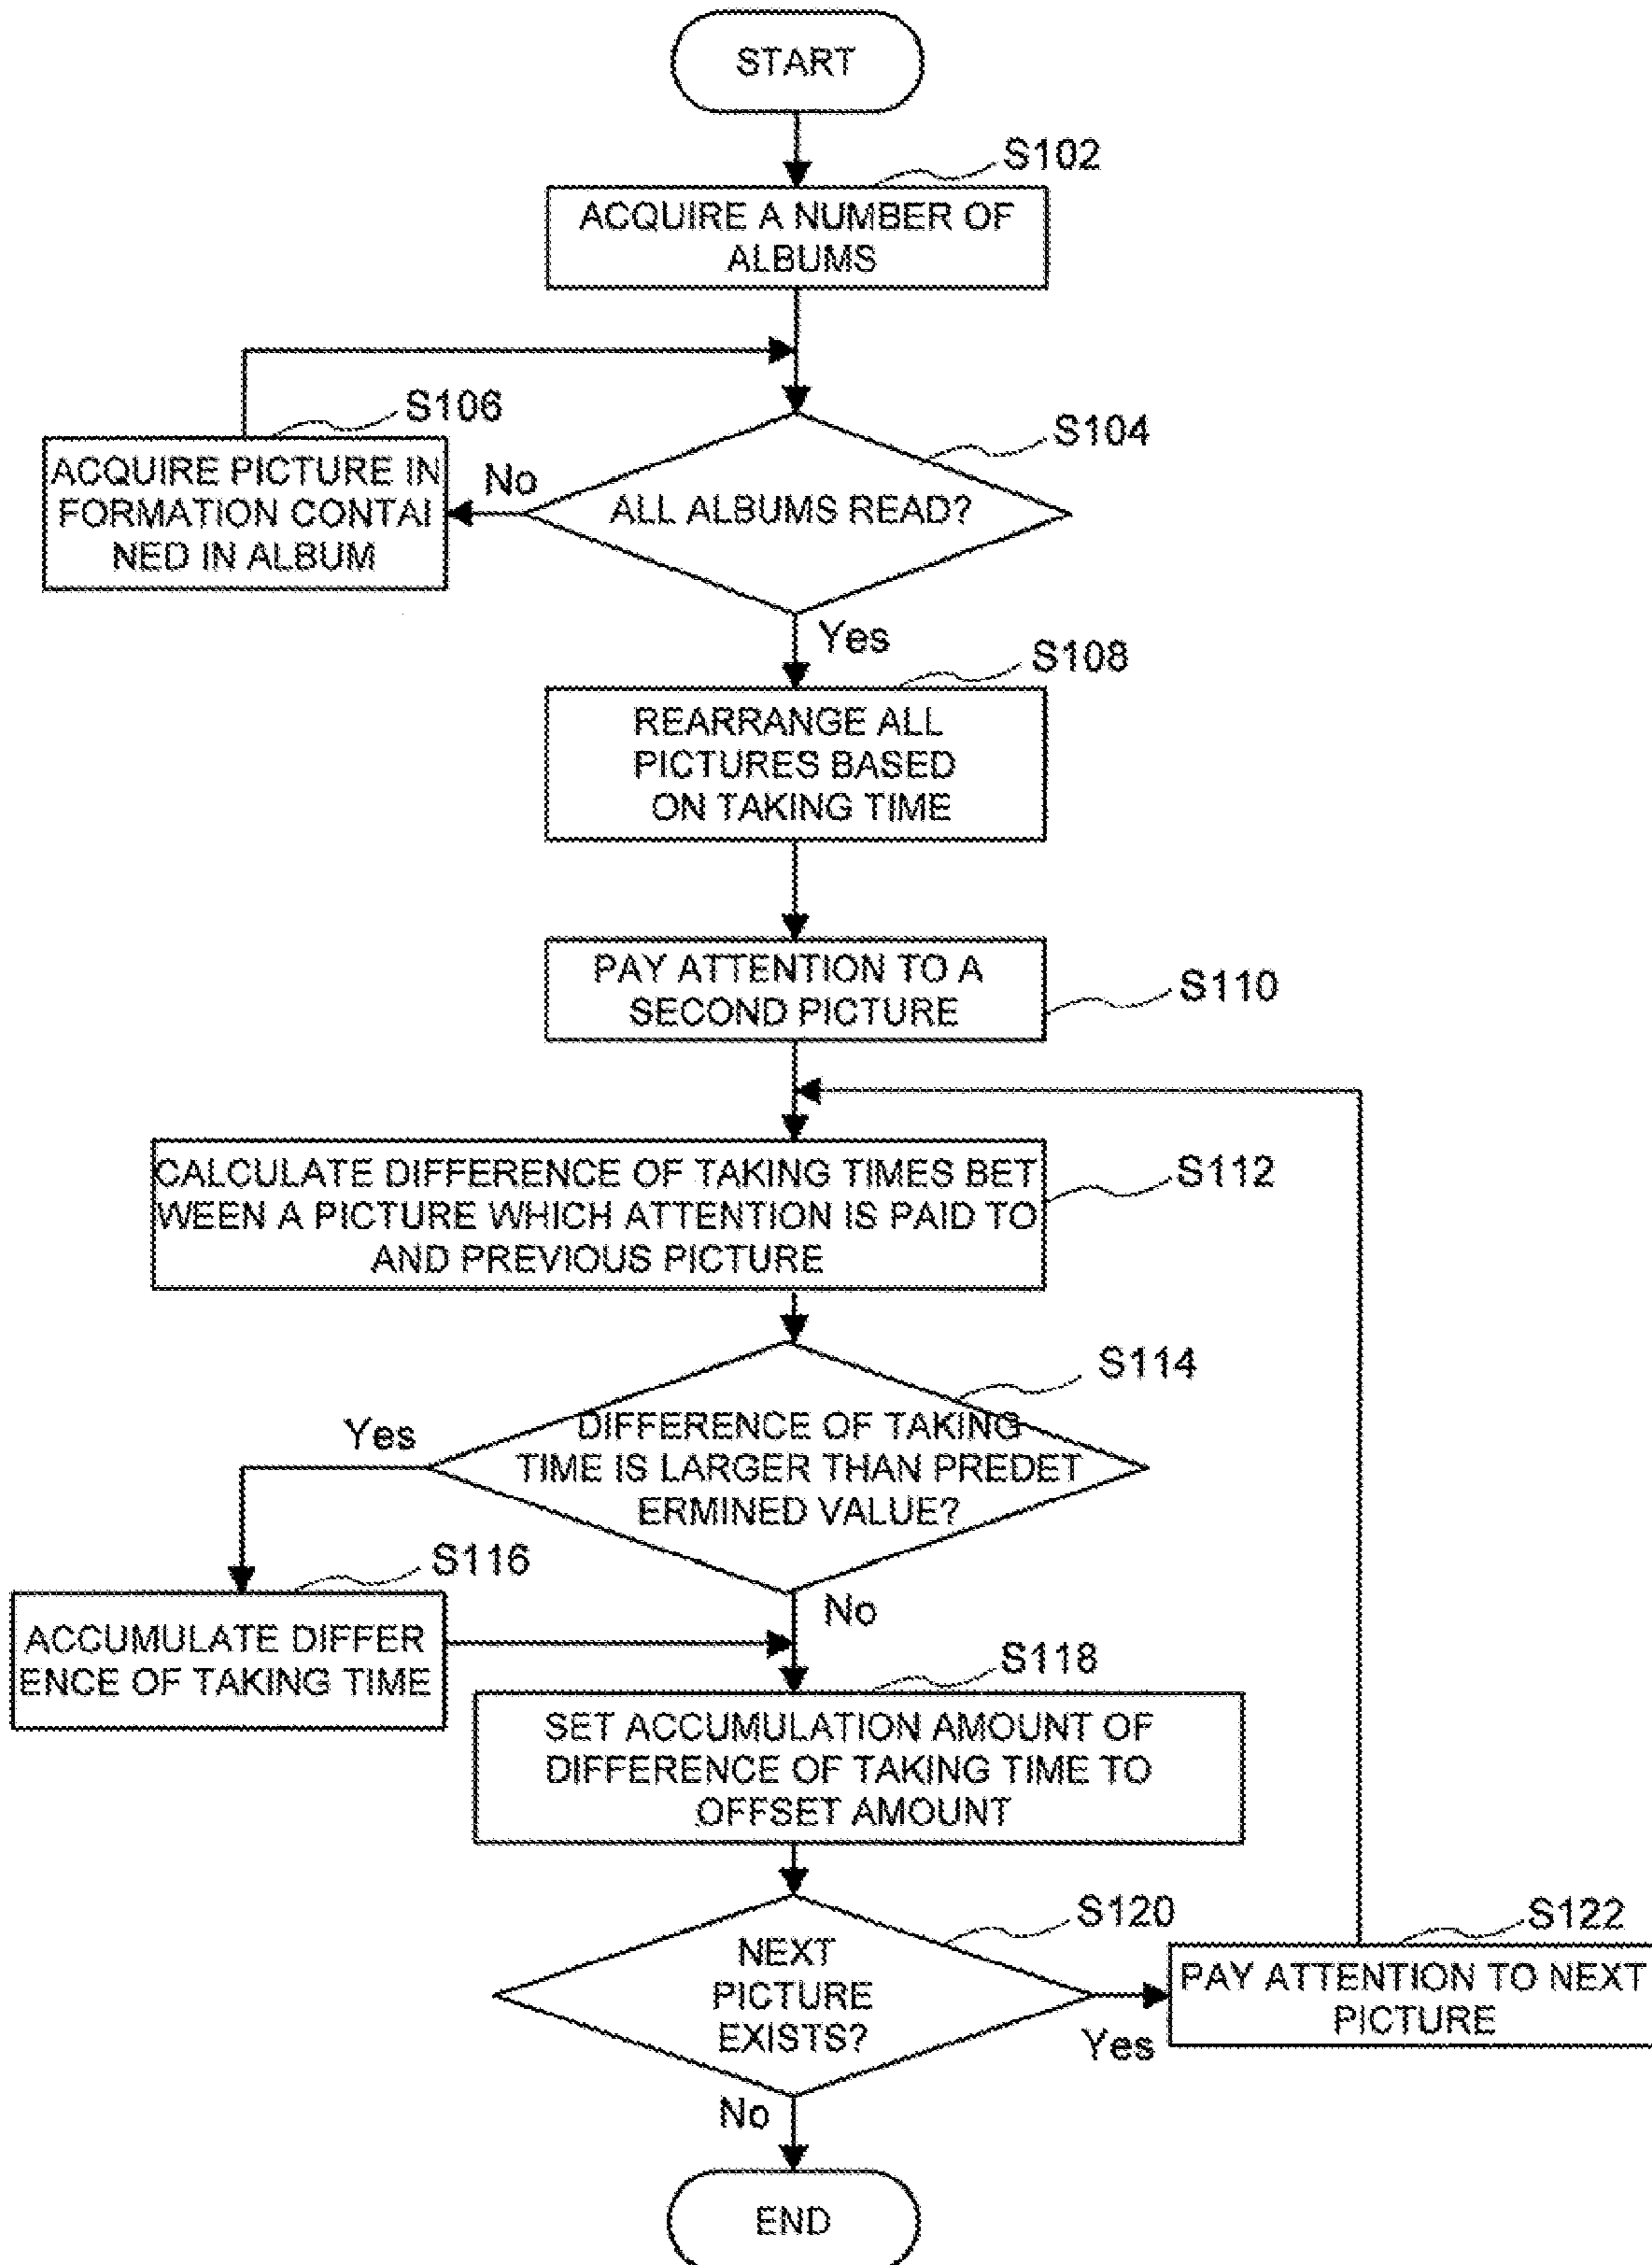 START
S102
ACQUIRE A NUMBER OF
ALBUMS
S106
S104
ACQUIRE PICTURE IN
FORMATION CONTAI
NED IN ALBUM
No
ALL ALBUMS READ?
Yes
S108
REARRANGE ALL
PICTURES BASED
ON TAKING TIME
PAY ATTENTION TO A
SECOND PICTURE
S110
CALCULATE DIFFERENCE OF TAKING TIMES BET
WEEN A PICTURE WHICH ATTENTION IS PAID TO
AND PREVIOUS PICTURE
S112
S114
Yes
DIFFERENCE OF TAKING
TIME IS LARGER THAN PREDET
ERMINED VALUE?
S116
No
ACCUMULATE DIFFER
ENCE OF TAKING TIME
S118
SET ACCUMULATION AMOUNT OF
DIFFERENCE OF TAKING TIME TO
OFFSET AMOUNT
S120
S122
NEXT
PICTURE
EXISTS?
Yes
PAY ATTENTION TO NEXT
PICTURE
No
END